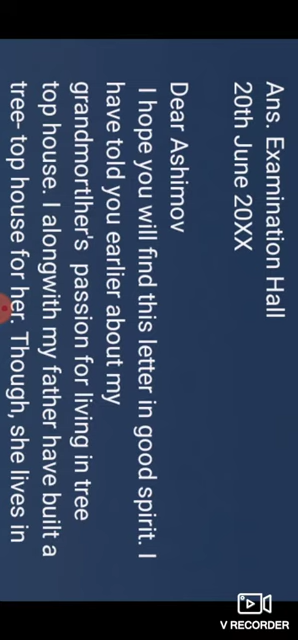 Ans. Examination Hall
20th June 20XX
Dear Ashimov
I hope you will find this letter in good spirit. I
have told you earlier about my
grandmortlher's passion for living in tree
top house. I alongwith my father have built a
tree- top house for her. Though, she lives in
V RECORDER